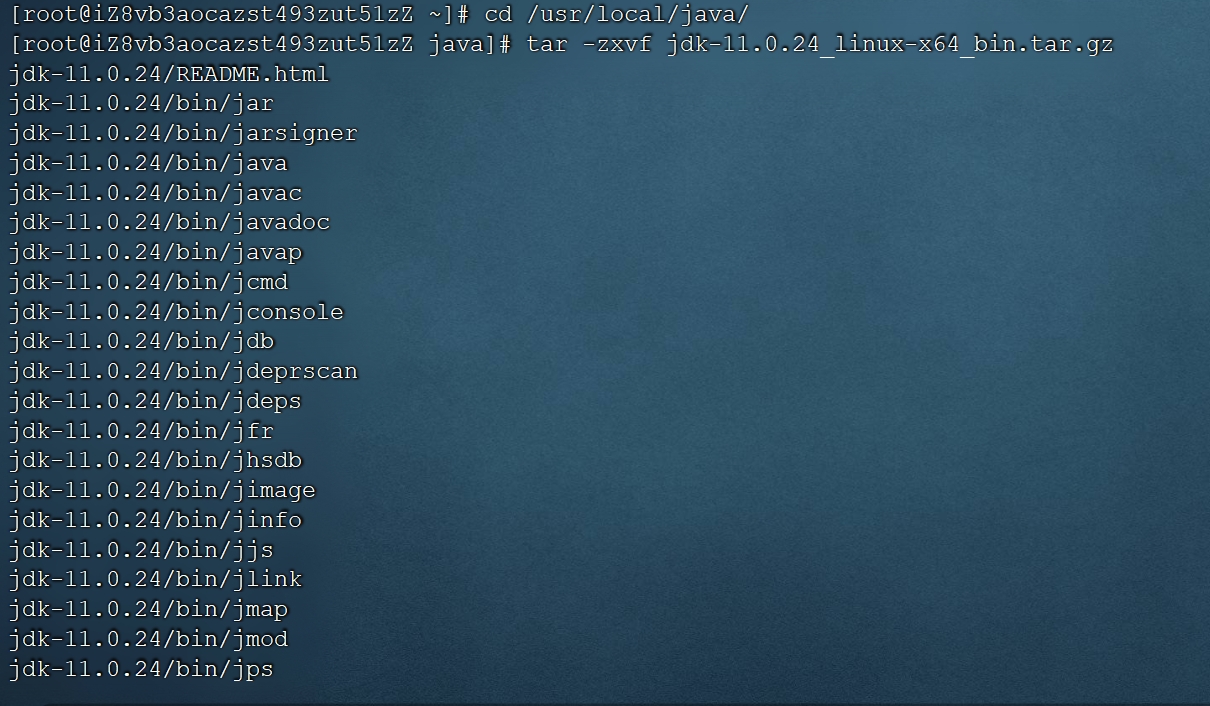 [root@iZ8vb3aocazst493zut51zZ ~]# cd /usr/local/java/
[root@iZ8vb3aocazst493zut51zZ java]# tar -zxvf jdk-11.0.24_linux-x64_bin.tar.gz
jdk-11.0.24/README.html
jdk-11.0.24/bin/jar
jdk-11.0.24/bin/jarsigner
jdk-11.0.24/bin/java
jdk-11.0.24/bin/javac
jdk-11.0.24/bin/javadoc
jdk-11.0.24/bin/javap
jdk-11.0.24/bin/jcmd
jdk-11.0.24/bin/jconsole
jdk-11.0.24/bin/jdb
jdk-11.0.24/bin/jdeprscan
jdk-11.0.24/bin/jdeps
jdk-11.0.24/bin/jfr
jdk-11.0.24/bin/jhsdb
jdk-11.0.24/bin/jimage
jdk-11.0.24/bin/jinfo
jdk-11.0.24/bin/jjs
jdk-11.0.24/bin/jlink
jdk-11.0.24/bin/jmap
jdk-11.0.24/bin/jmod
jdk-11.0.24/bin/jps